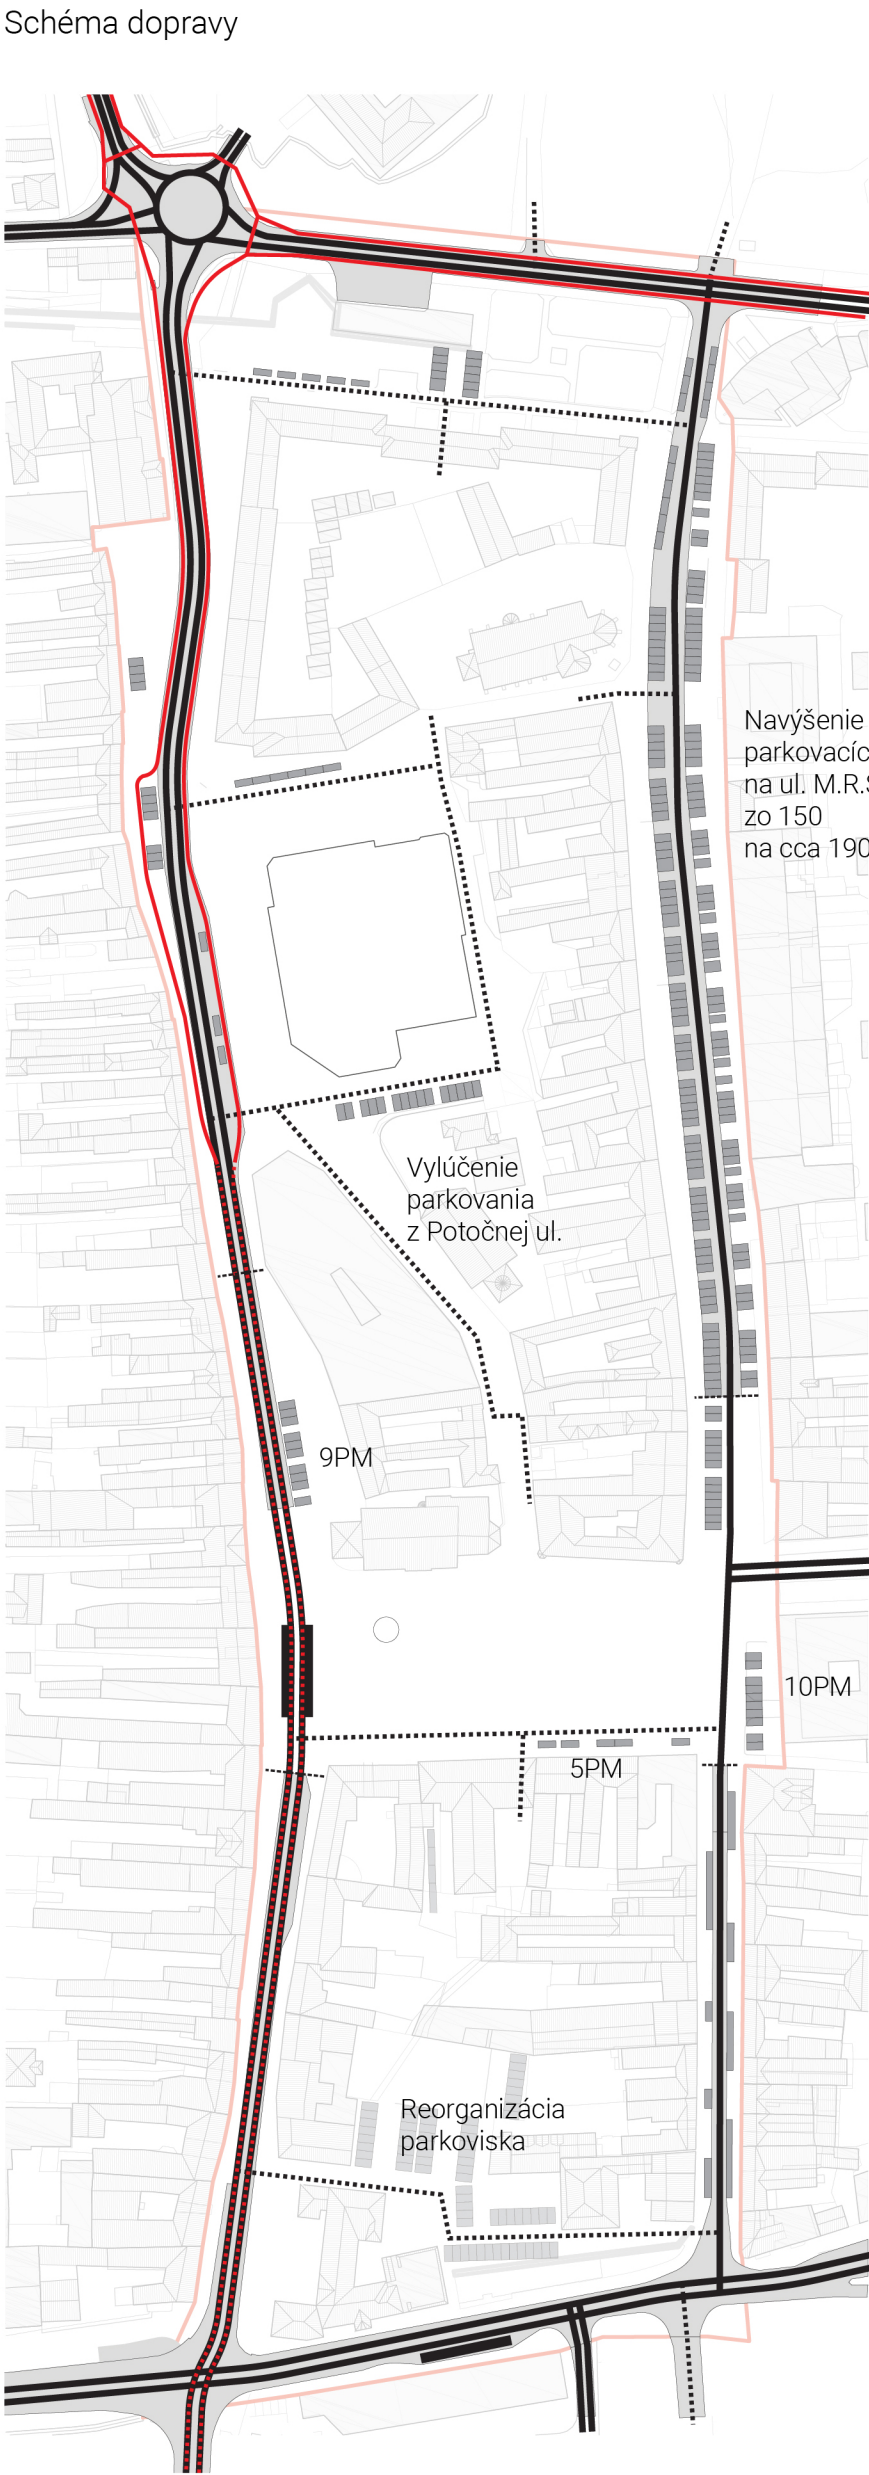 Schéma dopravy
Navýšenie
parkovacíc
na ul. M.R.Š
zo 150
na cca 190
Vylúčenie
parkovania
z Potočnej ul.
9PM
10PM
5PM
Reorganizácia
parkoviska